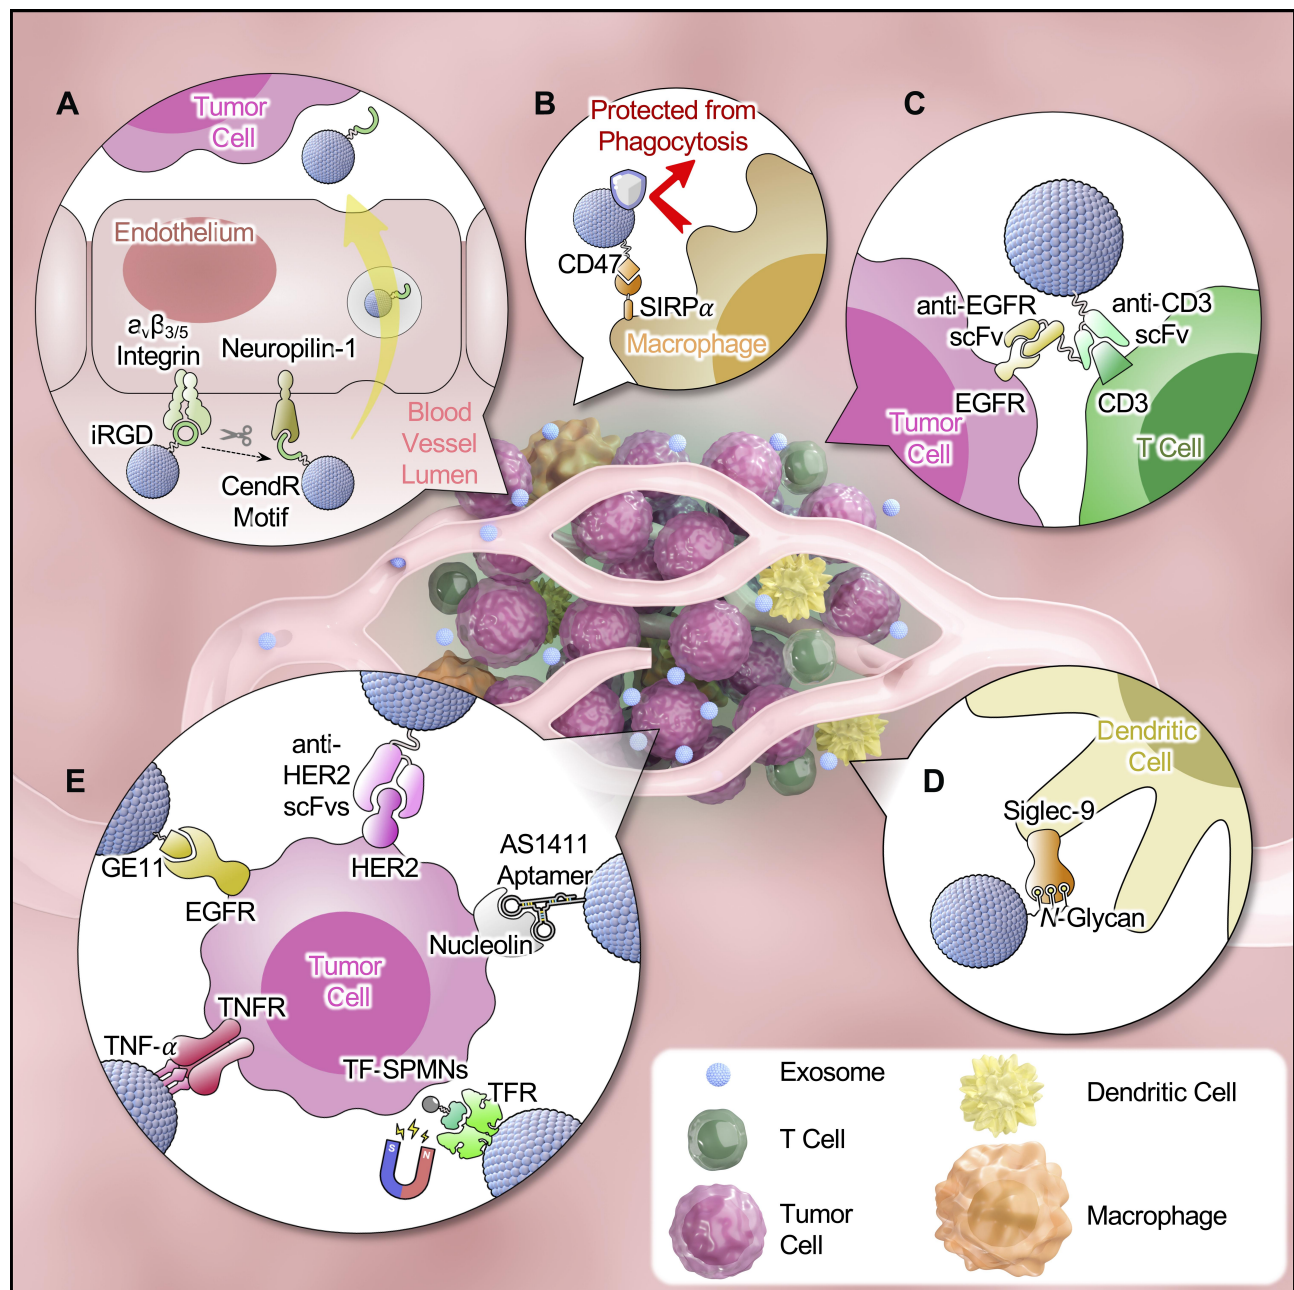 A
Tumor
Cell
Endothelium
aᵥβ3/5
Integrin
Neuropilin-1
iRGD
CendR
Motif
Blood
Vessel
Lumen
B
Protected from
Phagocytosis
CD47
SIRPα
Macrophage
C
anti-EGFR
scFv
anti-CD3
scFv
EGFR
CD3
Tumor
Cell
T Cell
D
Dendritic
Cell
Siglec-9
N-Glycan
E
anti-
HER2
scFvs
HER2
GE11
EGFR
AS1411
Aptamer
Nucleolin
Tumor
Cell
TNFR
TNF-α
TF-SPMNs
TFR
S
N
Exosome
T Cell
Tumor
Cell
Dendritic Cell
Macrophage